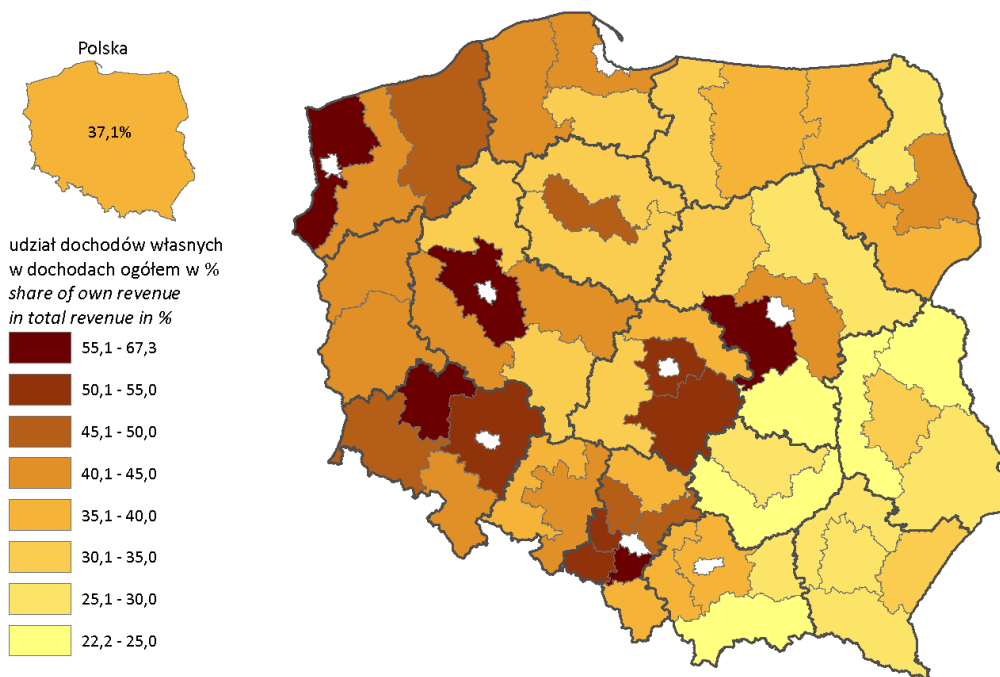 Polska
37,1%
udział dochodów własnych
w dochodach ogółem w %
share of own revenue
in total revenue in %
55,1 - 67,3
50,1 - 55,0
45,1 - 50,0
40,1 - 45,0
35,1 - 40,0
30,1 - 35,0
25,1 - 30,0
22,2 - 25,0